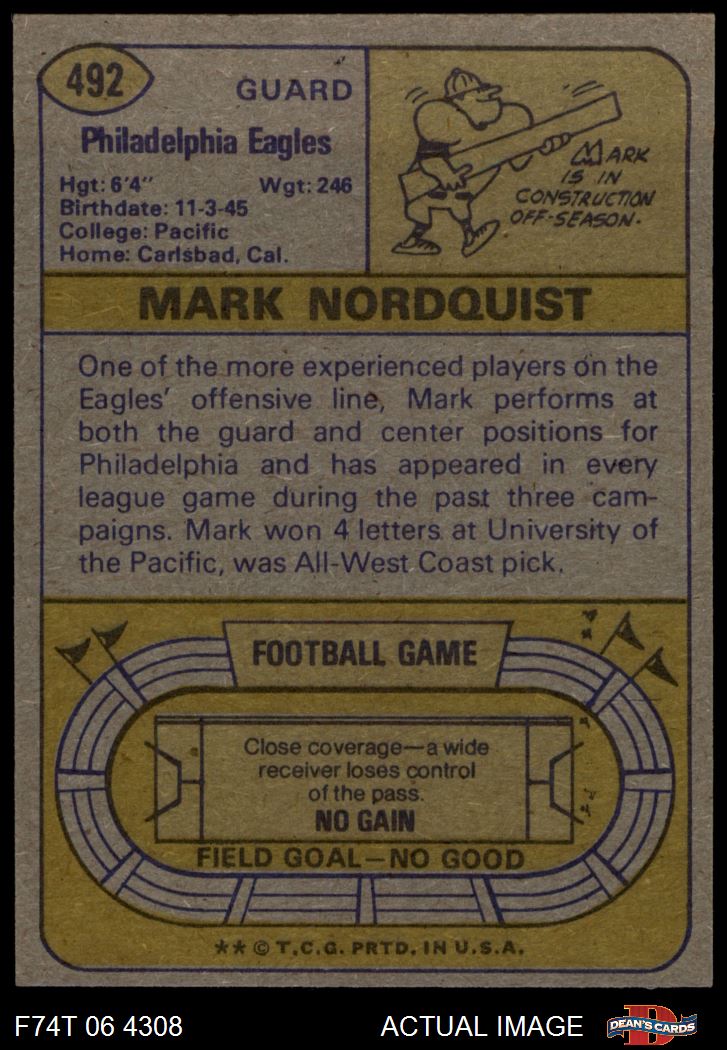 492
GUARD
Philadelphia Eagles
Hgt: 6'4" Wgt: 246
Birthdate: 11-3-45
College: Pacific
Home: Carlsbad, Cal.
MARK
IS IN
CONSTRUCTION
OFF-SEASON.
MARK NORDQUIST
One of the more experienced players on the
Eagles' offensive line, Mark performs at
both the guard and center positions for
Philadelphia and has appeared in every
league game during the past three cam-
paigns. Mark won 4 letters at University of
the Pacific, was All-West Coast pick.
FOOTBALL GAME
Close coverage—a wide
receiver loses control
of the pass.
NO GAIN
FIELD GOAL—NO GOOD
** © T.C.G. PRTD. IN U.S.A.
F74T 06 4308 ACTUAL IMAGE
DEAN'S CARDS